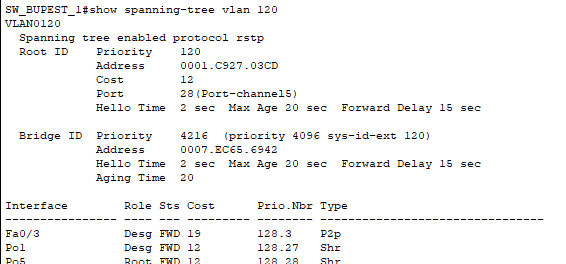 SW_BUPEST_1#show spanning-tree vlan 120
VLAN0120
  Spanning tree enabled protocol rstp
  Root ID    Priority    120
             Address     0001.C927.03CD
             Cost        12
             Port        28(Port-channel5)
             Hello Time  2 sec  Max Age 20 sec  Forward Delay 15 sec
  Bridge ID  Priority    4216  (priority 4096 sys-id-ext 120)
             Address     0007.EC65.6942
             Hello Time  2 sec  Max Age 20 sec  Forward Delay 15 sec
             Aging Time  20
Interface        Role Sts Cost      Prio.Nbr Type
---------------- ---- --- --------- -------- --------------------------------
Fa0/3            Desg FWD 19        128.3    P2p
Po1              Desg FWD 12        128.27   Shr
Po5              Root FWD 12        128.28   Shr